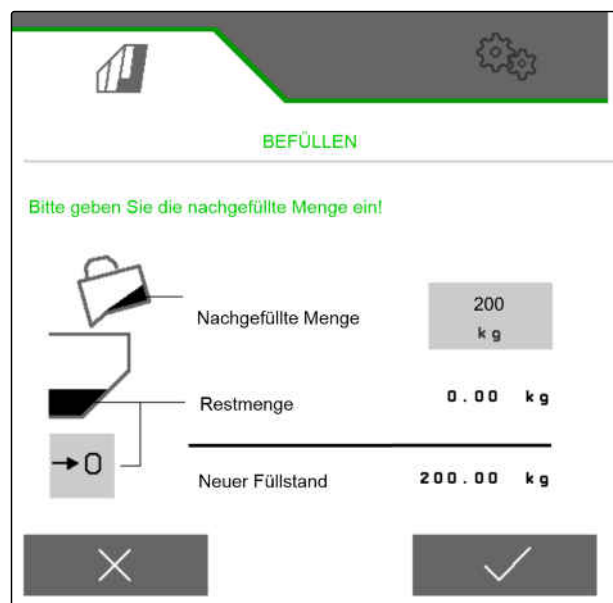 BEFÜLLEN
Bitte geben Sie die nachgefüllte Menge ein!
Nachgefüllte Menge
200
kg
Restmenge
0.00 kg
→0
Neuer Füllstand
200.00 kg